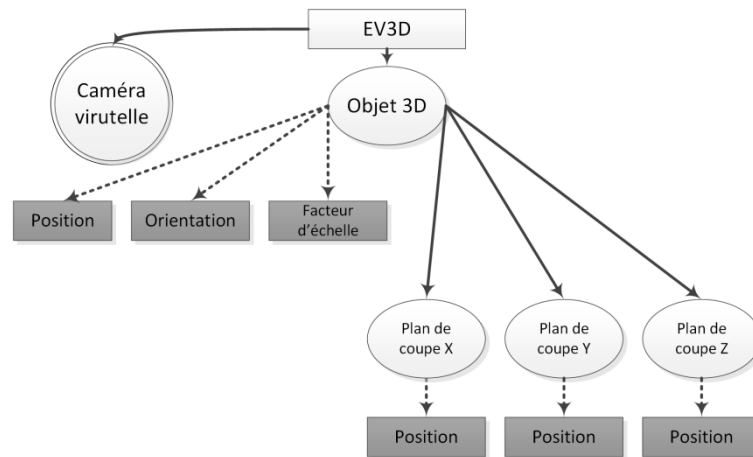 EV3D
Caméra
virutelle
Objet 3D
Position
Orientation
Facteur
d'échelle
Plan de
coupe X
Plan de
coupe Y
Plan de
coupe Z
Position
Position
Position